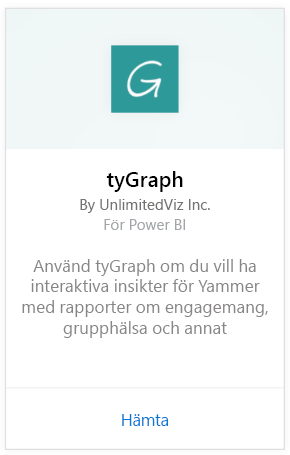 G
tyGraph
By UnlimitedViz Inc.
För Power BI
Använd tyGraph om du vill ha
interaktiva insikter för Yammer
med rapporter om engagemang,
grupphälsa och annat
Hämta